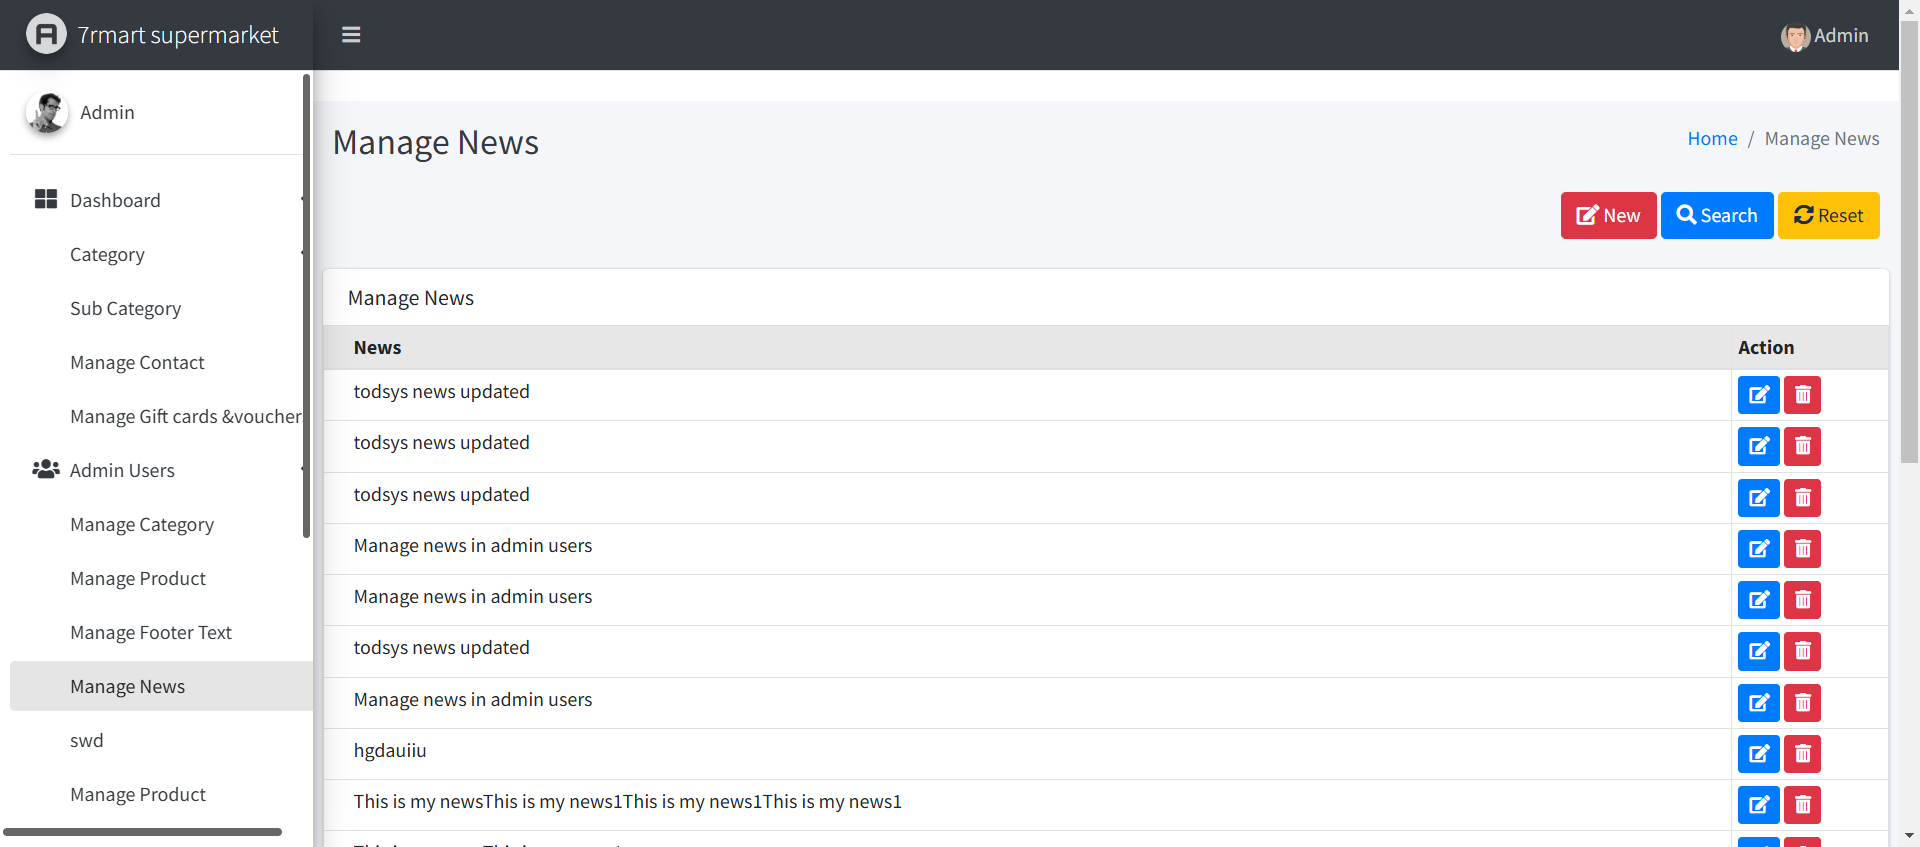 7rmart supermarket
Admin
Admin
Dashboard
Category
Sub Category
Manage Contact
Manage Gift cards &voucher
Admin Users
Manage Category
Manage Product
Manage Footer Text
Manage News
swd
Manage Product
Manage News
Home / Manage News
New
Search
Reset
Manage News
News Action
todsys news updated
todsys news updated
todsys news updated
Manage news in admin users
Manage news in admin users
todsys news updated
Manage news in admin users
hgdauiiu
This is my newsThis is my news1This is my news1This is my news1